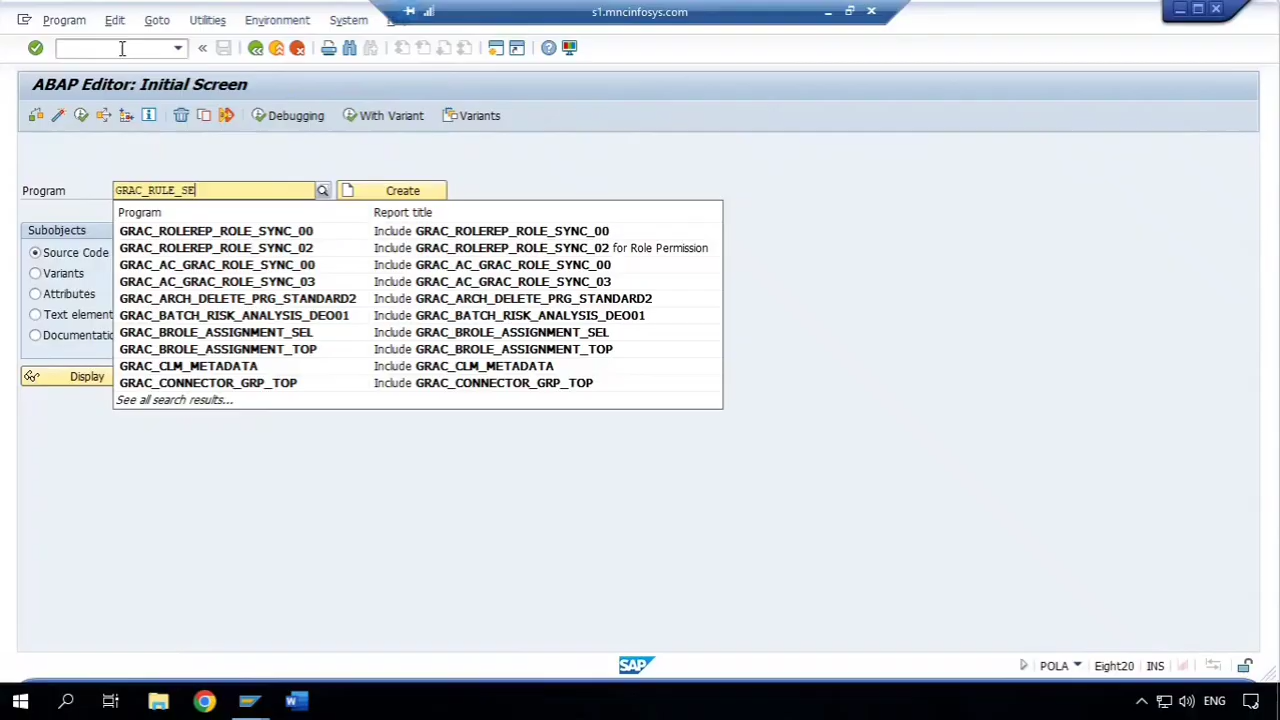 Program Edit Goto Utilities Environment System
s1.mncinfosys.com
ABAP Editor: Initial Screen
Debugging With Variant Variants
Program GRAC_RULE_SE Create
Program Report title
GRAC_ROLEREP_ROLE_SYNC_00 Include GRAC_ROLEREP_ROLE_SYNC_00
GRAC_ROLEREP_ROLE_SYNC_02 Include GRAC_ROLEREP_ROLE_SYNC_02 for Role Permission
GRAC_AC_GRAC_ROLE_SYNC_00 Include GRAC_AC_GRAC_ROLE_SYNC_00
GRAC_AC_GRAC_ROLE_SYNC_03 Include GRAC_AC_GRAC_ROLE_SYNC_03
GRAC_ARCH_DELETE_PRG_STANDARD2 Include GRAC_ARCH_DELETE_PRG_STANDARD2
GRAC_BATCH_RISK_ANALYSIS_DEO01 Include GRAC_BATCH_RISK_ANALYSIS_DEO01
GRAC_BROLE_ASSIGNMENT_SEL Include GRAC_BROLE_ASSIGNMENT_SEL
GRAC_BROLE_ASSIGNMENT_TOP Include GRAC_BROLE_ASSIGNMENT_TOP
GRAC_CLM_METADATA Include GRAC_CLM_METADATA
GRAC_CONNECTOR_GRP_TOP Include GRAC_CONNECTOR_GRP_TOP
See all search results...
Subobjects
Source Code
Variants
Attributes
Text element
Documentatio
Display
SAP
POLA Eight20 INS
ENG